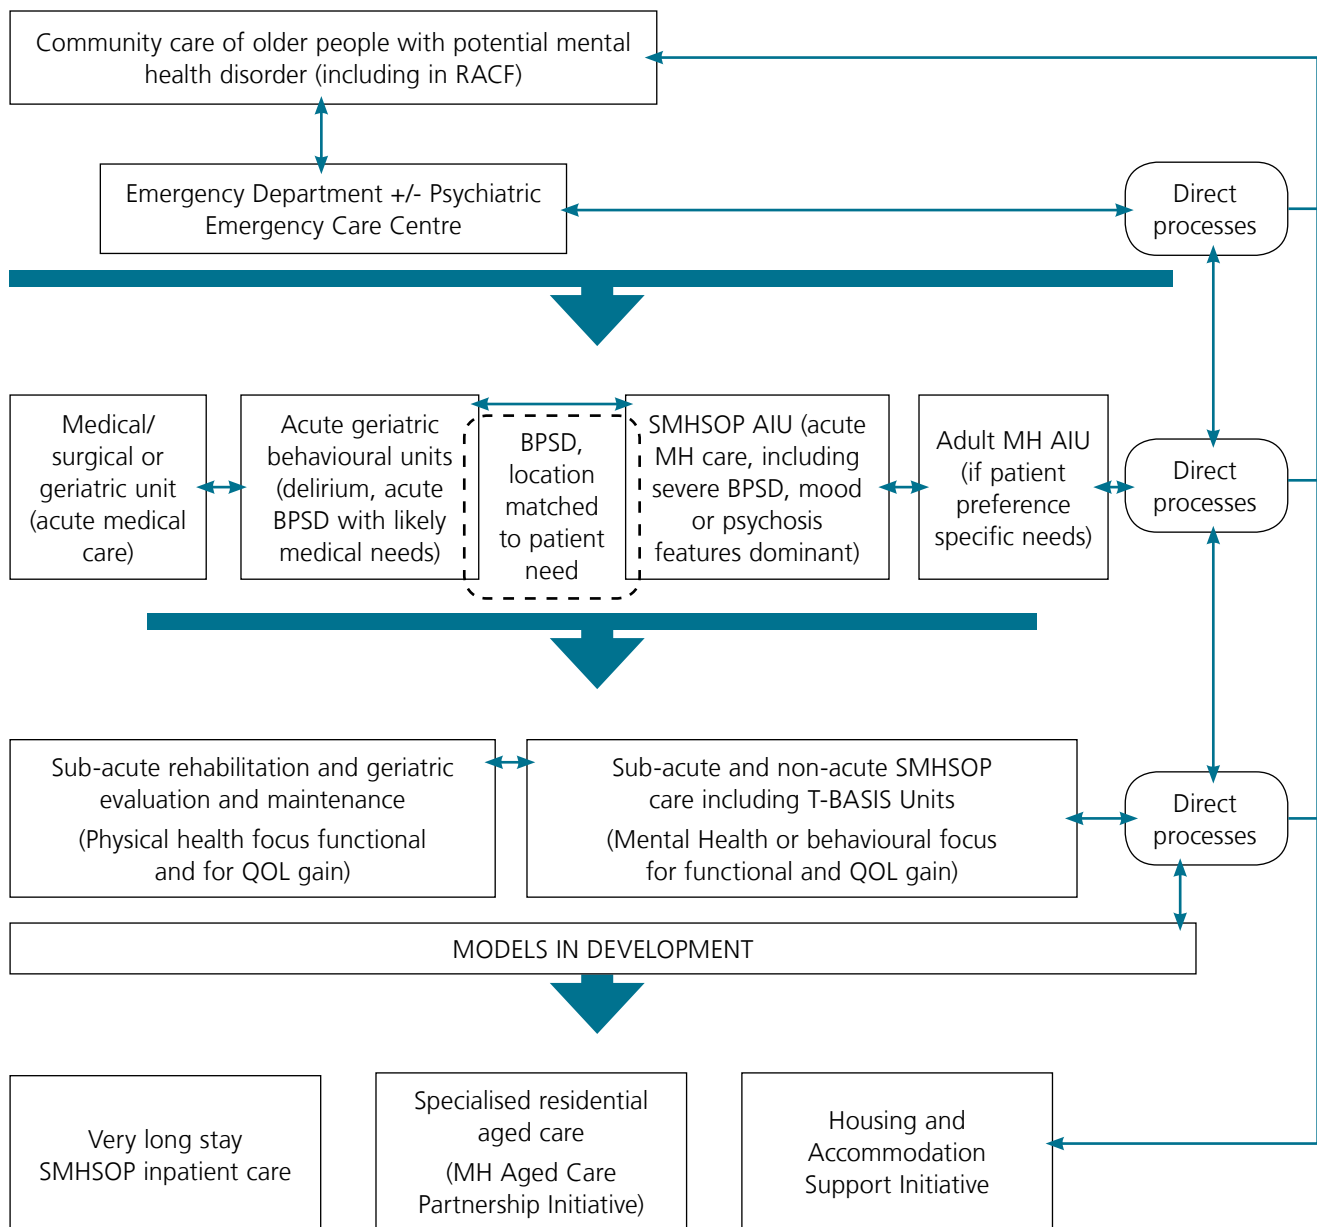 Community care of older people with potential mental
health disorder (including in RACF)
Emergency Department +/- Psychiatric
Emergency Care Centre
Direct
processes
Medical/
surgical or
geriatric unit
(acute medical
care)
Acute geriatric
behavioural units
(delirium, acute
BPSD with likely
medical needs)
BPSD,
location
matched
to patient
need
SMHSOP AIU (acute
MH care, including
severe BPSD, mood
or psychosis
features dominant)
Adult MH AIU
(if patient
preference
specific needs)
Direct
processes
Sub-acute rehabilitation and geriatric
evaluation and maintenance
(Physical health focus functional
and for QOL gain)
Sub-acute and non-acute SMHSOP
care including T-BASIS Units
(Mental Health or behavioural focus
for functional and QOL gain)
Direct
processes
MODELS IN DEVELOPMENT
Very long stay
SMHSOP inpatient care
Specialised residential
aged care
(MH Aged Care
Partnership Initiative)
Housing and
Accommodation
Support Initiative